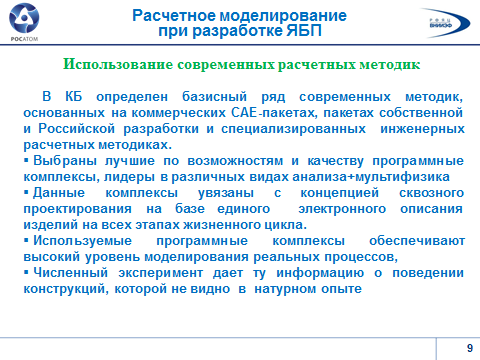 Расчетное моделирование
при разработке ЯБП
РОСАТОМ
РФЯЦ
ВНИИЭФ
Использование современных расчетных методик
В КБ определен базисный ряд современных методик,
основанных на коммерческих CAE-пакетах, пакетах собственной
и Российской разработки и специализированных инженерных
расчетных методиках.
▪ Выбраны лучшие по возможностям и качеству программные
комплексы, лидеры в различных видах анализа+мультифизика
▪ Данные комплексы увязаны с концепцией сквозного
проектирования на базе единого электронного описания
изделий на всех этапах жизненного цикла.
▪ Используемые программные комплексы обеспечивают
высокий уровень моделирования реальных процессов,
▪ Численный эксперимент дает ту информацию о поведении
конструкций, которой не видно в натурном опыте
9